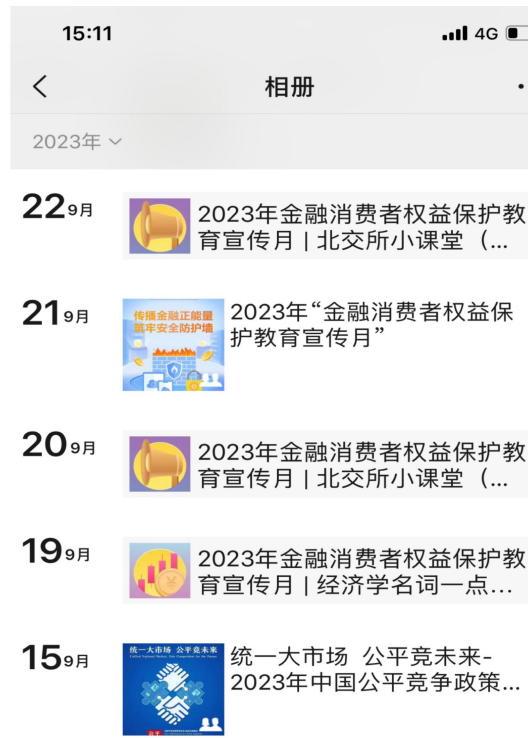 15:11
4G
相册
2023年
22 9月
2023年金融消费者权益保护教
育宣传月 | 北交所小课堂（...
21 9月
传播金融正能量
筑牢安全防护墙
2023年“金融消费者权益保
护教育宣传月”
20 9月
2023年金融消费者权益保护教
育宣传月 | 北交所小课堂（...
19 9月
2023年金融消费者权益保护教
育宣传月 | 经济学名词一点...
15 9月
统一大市场 公平竞未来
统一大市场 公平竞未来-
2023年中国公平竞争政策...